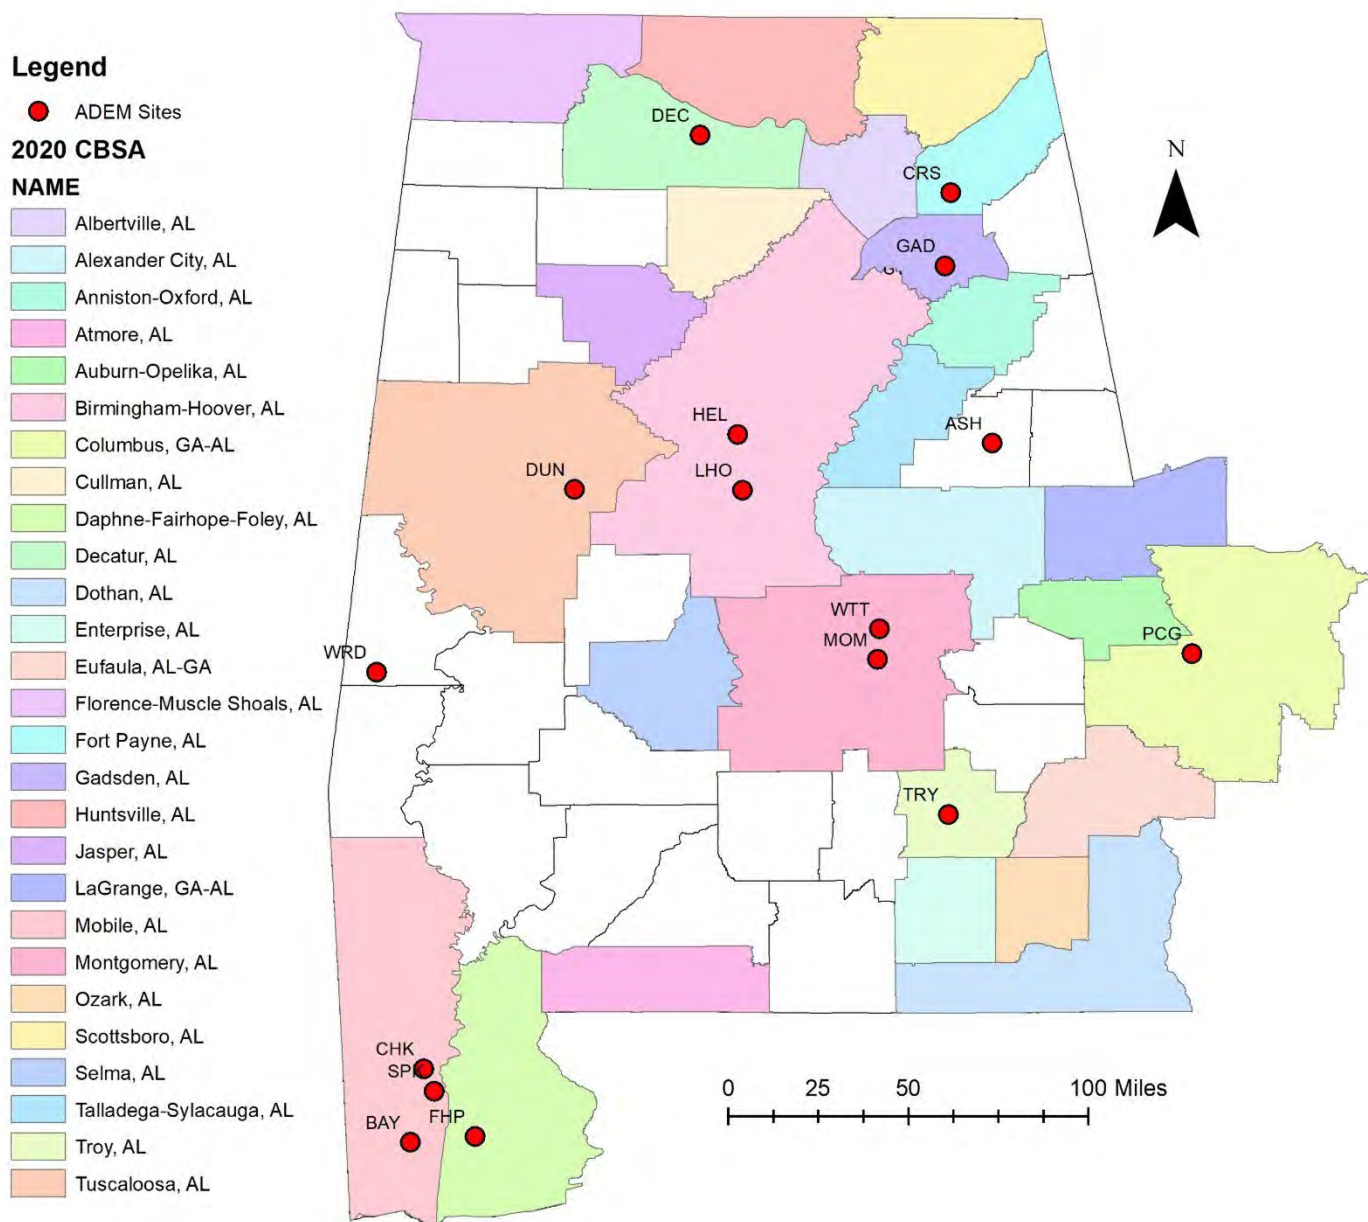 Legend
ADEM Sites
2020 CBSA
NAME
Albertville, AL
Alexander City, AL
Anniston-Oxford, AL
Atmore, AL
Auburn-Opelika, AL
Birmingham-Hoover, AL
Columbus, GA-AL
Cullman, AL
Daphne-Fairhope-Foley, AL
Decatur, AL
Dothan, AL
Enterprise, AL
Eufaula, AL-GA
Florence-Muscle Shoals, AL
Fort Payne, AL
Gadsden, AL
Huntsville, AL
Jasper, AL
LaGrange, GA-AL
Mobile, AL
Montgomery, AL
Ozark, AL
Scottsboro, AL
Selma, AL
Talladega-Sylacauga, AL
Troy, AL
Tuscaloosa, AL
DEC
N
CRS
GAD
HEL
ASH
DUN
LHO
WTT
MOM
PCG
WRD
TRY
CHK
BAY
FHP
0 25 50 100 Miles